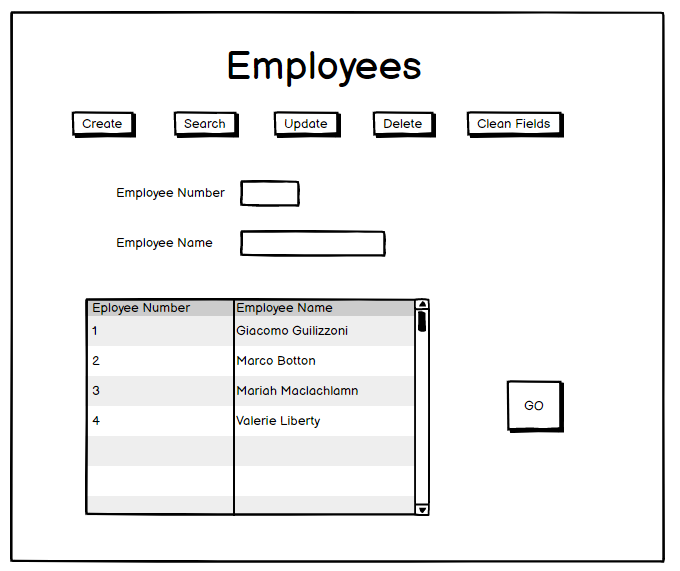 Employees
Create Search Update Delete Clean Fields
Employee Number
Employee Name
Eployee Number Employee Name
1 Giacomo Guilizzoni
2 Marco Botton
3 Mariah Maclachlamn
4 Valerie Liberty
GO